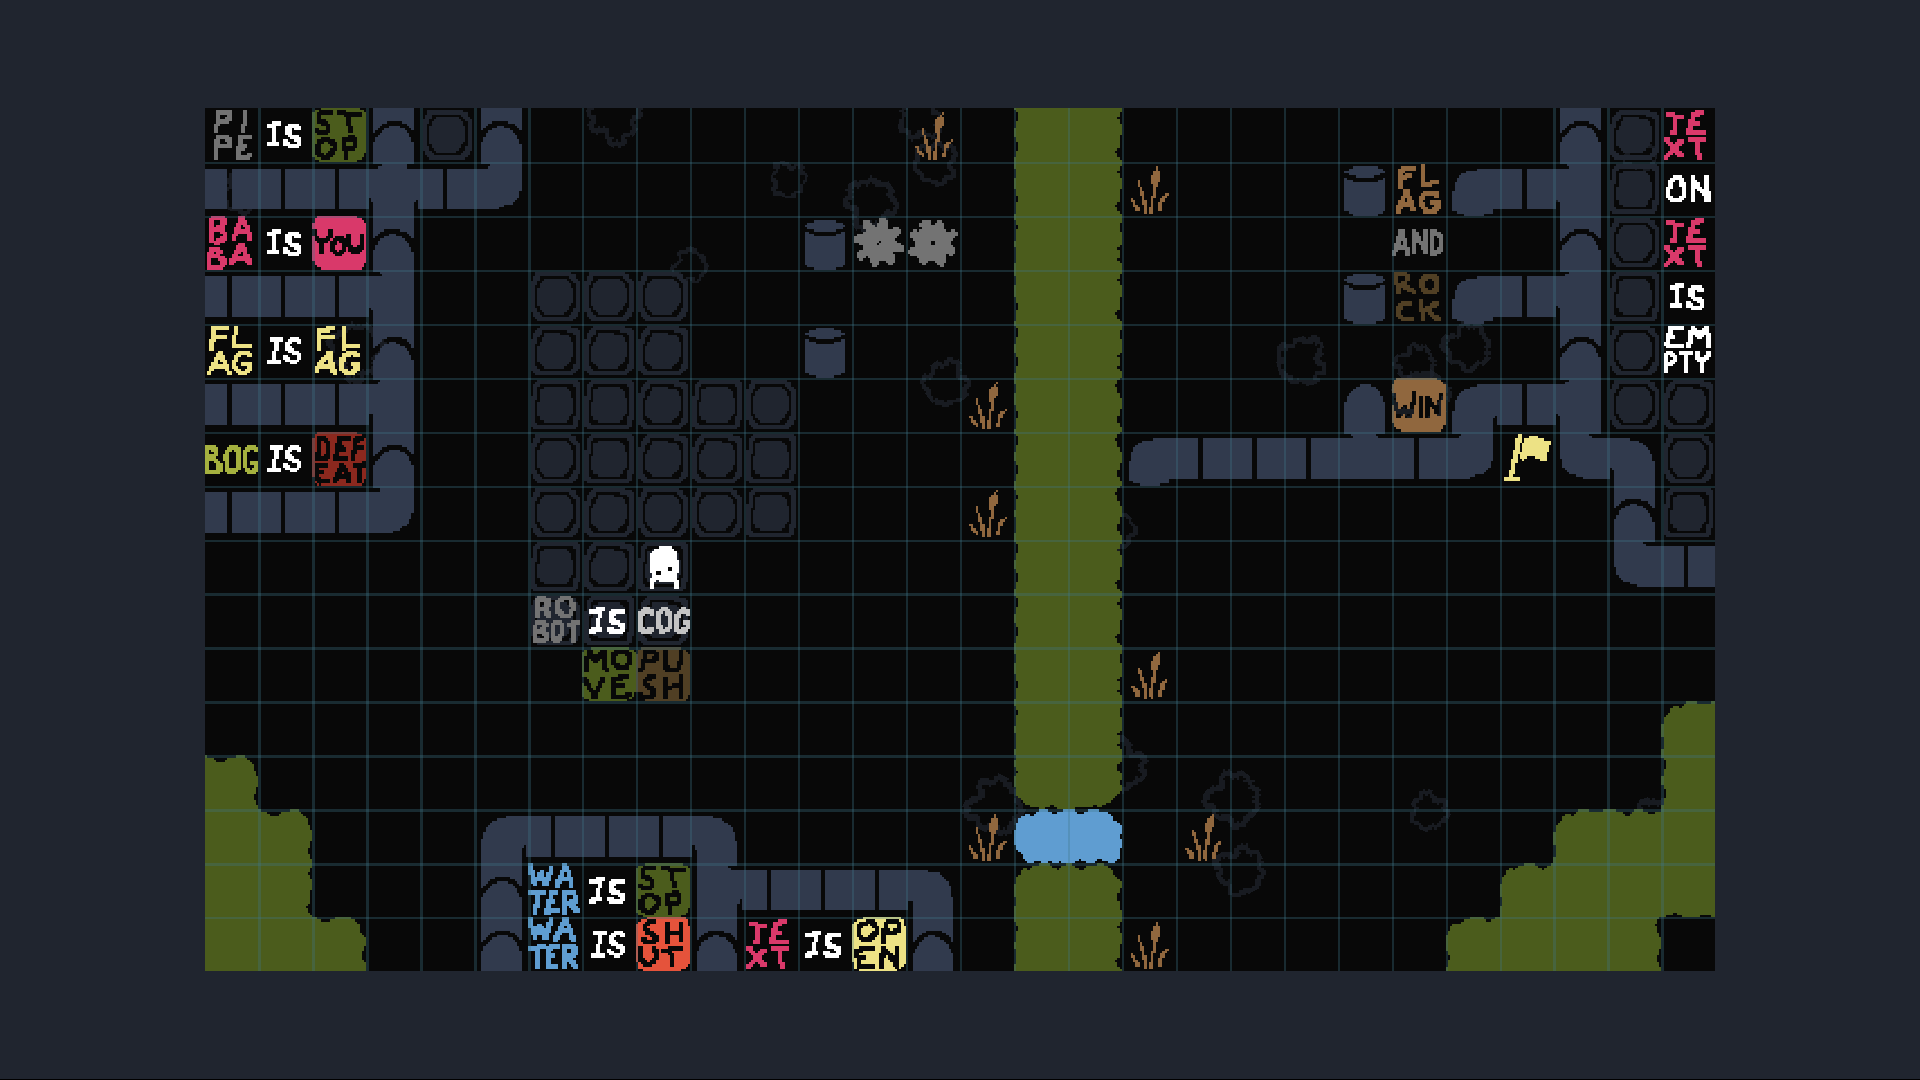 PIPE IS STOP
TEXT
FLAG
ON
BABA IS YOU
AND
TEXT
ROCK
IS
FLAG IS FLAG
EMPTY
WIN
BOG IS DEFEAT
ROBOT IS COG
MOVE PUSH
WATER IS STOP
WATER IS SHUT
TEXT IS OPEN